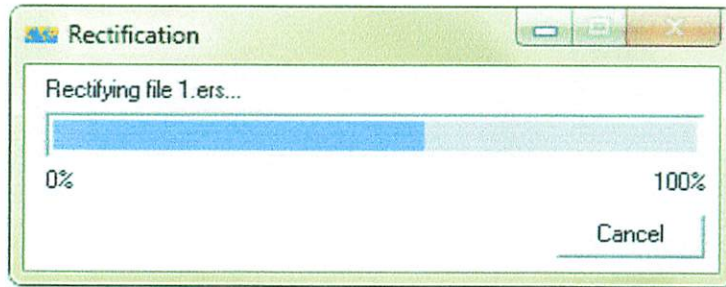 Rectification
Rectifying file 1.ers...
0%
100%
Cancel